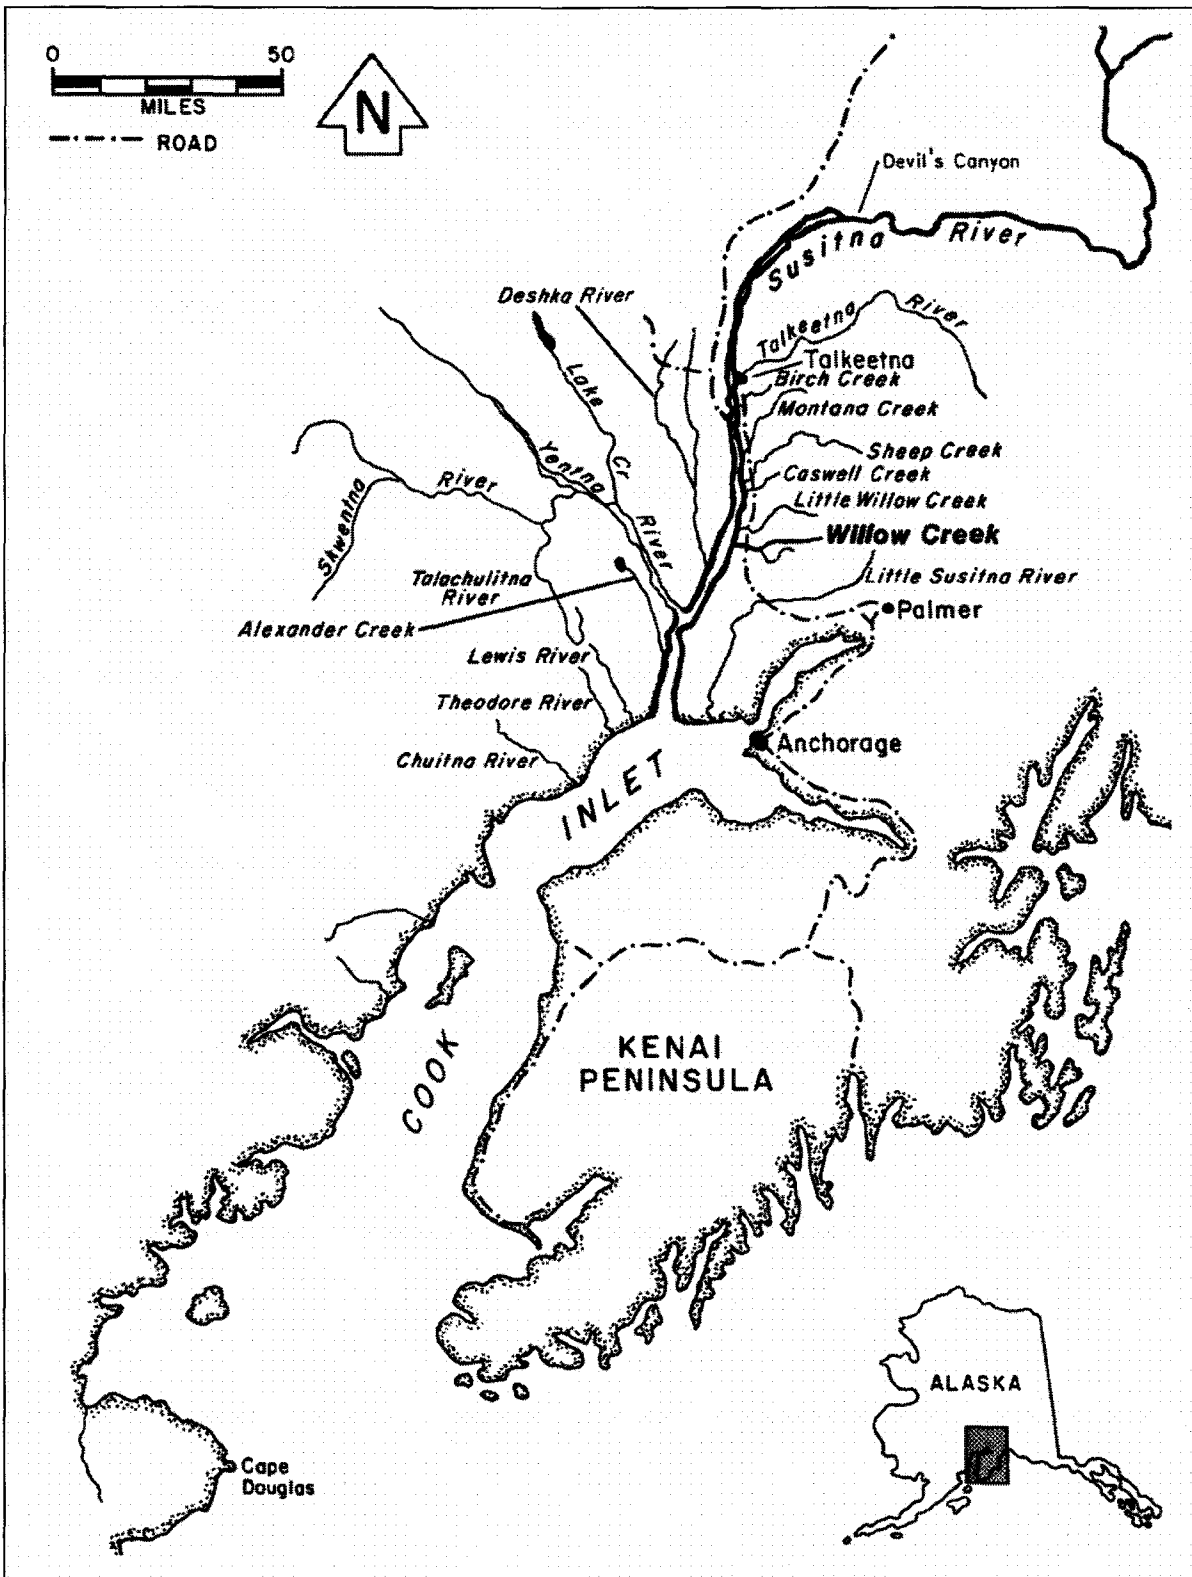 0 50
MILES
ROAD
N
Devil's Canyon
Susitna River
Deshka River
Talkeetna River
Talkeetna
Birch Creek
Lake Cr
Montana Creek
Sheep Creek
Yentna River
Caswell Creek
Skwentna River
Little Willow Creek
Willow Creek
Talachulitna
River
Little Susitna River
Palmer
Alexander Creek
Lewis River
Theodore River
Anchorage
Chuitna River
COOK INLET
KENAI
PENINSULA
ALASKA
Cape
Douglas